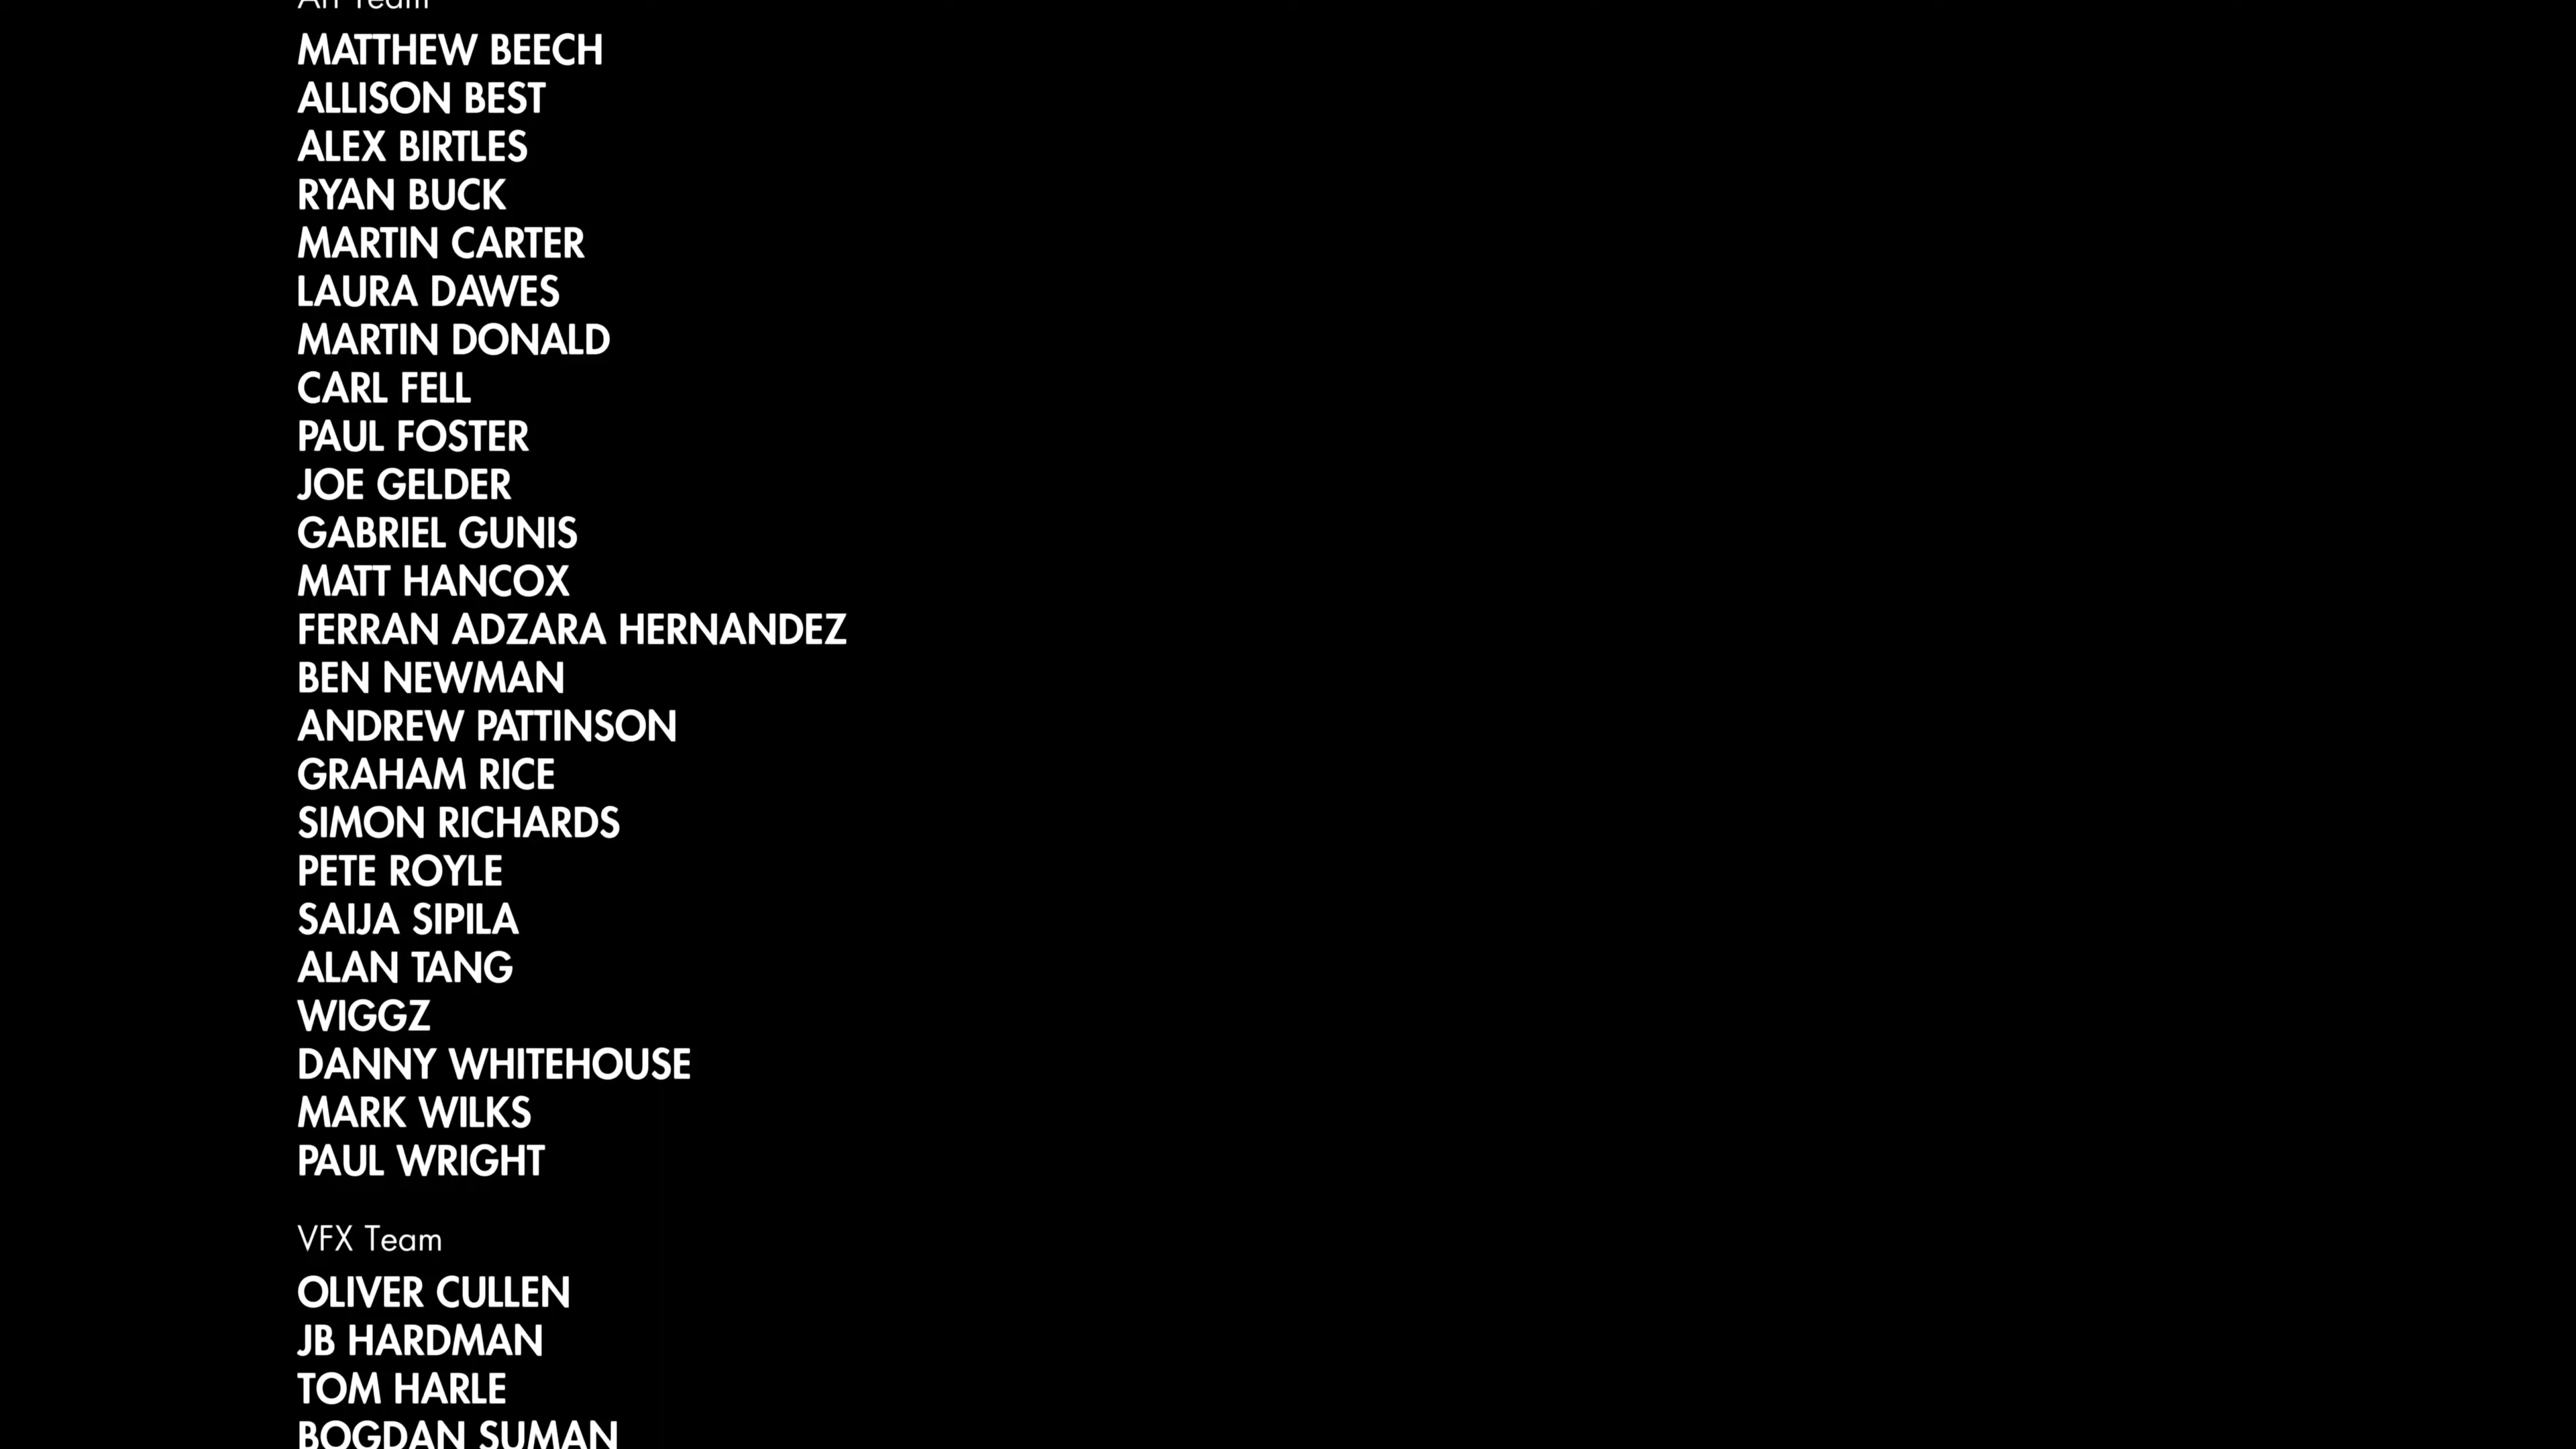 Art Team
MATTHEW BEECH
ALLISON BEST
ALEX BIRTLES
RYAN BUCK
MARTIN CARTER
LAURA DAWES
MARTIN DONALD
CARL FELL
PAUL FOSTER
JOE GELDER
GABRIEL GUNIS
MATT HANCOX
FERRAN ADZARA HERNANDEZ
BEN NEWMAN
ANDREW PATTINSON
GRAHAM RICE
SIMON RICHARDS
PETE ROYLE
SAIJA SIPILA
ALAN TANG
WIGGZ
DANNY WHITEHOUSE
MARK WILKS
PAUL WRIGHT
VFX Team
OLIVER CULLEN
JB HARDMAN
TOM HARLE
BOGDAN SUMAN